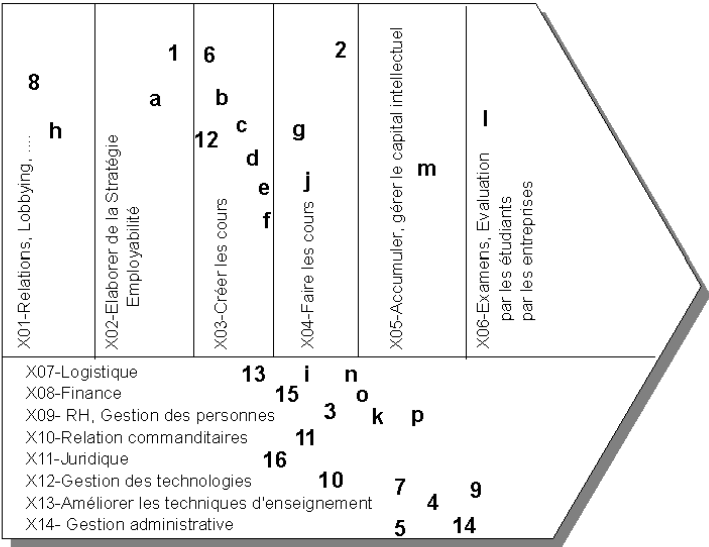 1
6
2
8
a
b
l
h
c
g
12
d
m
e
j
f
X01-Relations, Lobbying, ....
X02-Elaborer de la Stratégie
Employabilité
X03-Créer les cours
X04-Faire les cours
X05-Accumuler, gérer le capital intellectuel
X06-Examens, Evaluation
par les étudiants
par les entreprises
X07-Logistique 13 i n
X08-Finance 15 o
X09- RH, Gestion des personnes 3 k p
X10-Relation commanditaires 11
X11-Juridique 16
X12-Gestion des technologies 10 7 9
X13-Améliorer les techniques d'enseignement 4
X14- Gestion administrative 5 14